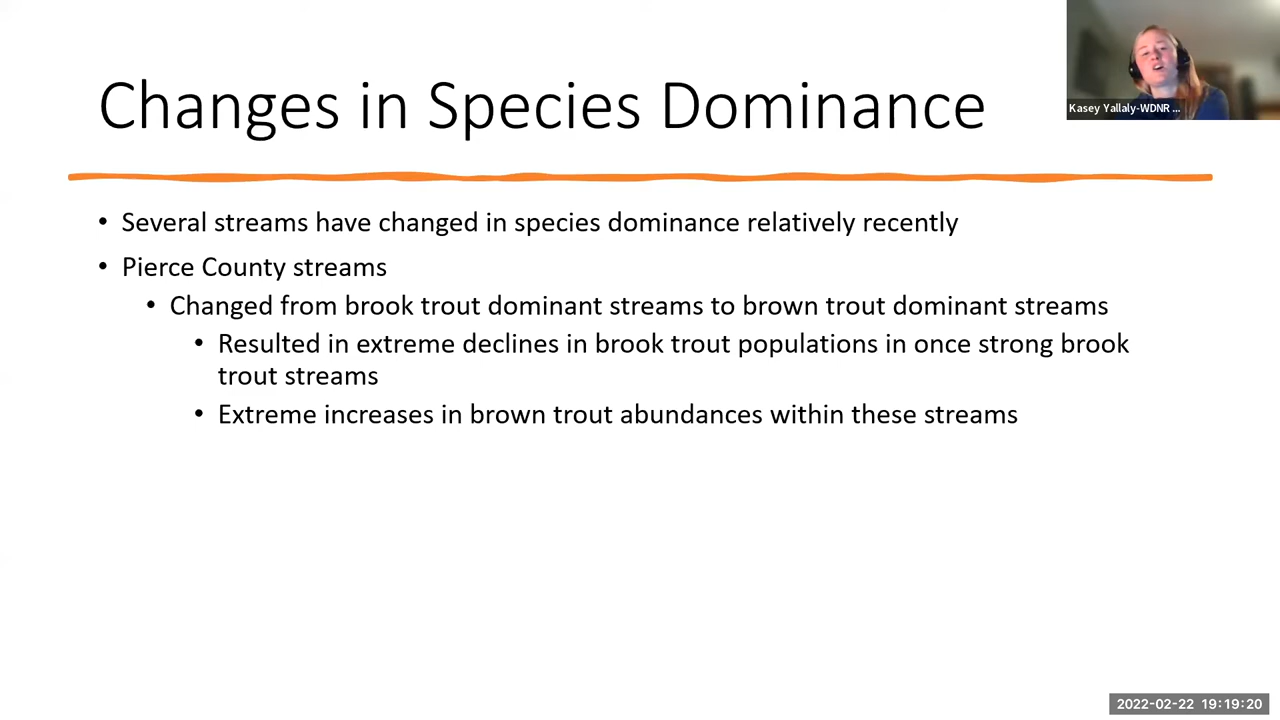 Changes in Species Dominance
Kasey Yallaly-WDNR ...
• Several streams have changed in species dominance relatively recently
• Pierce County streams
• Changed from brook trout dominant streams to brown trout dominant streams
• Resulted in extreme declines in brook trout populations in once strong brook
trout streams
• Extreme increases in brown trout abundances within these streams
2022-02-22 19:19:20